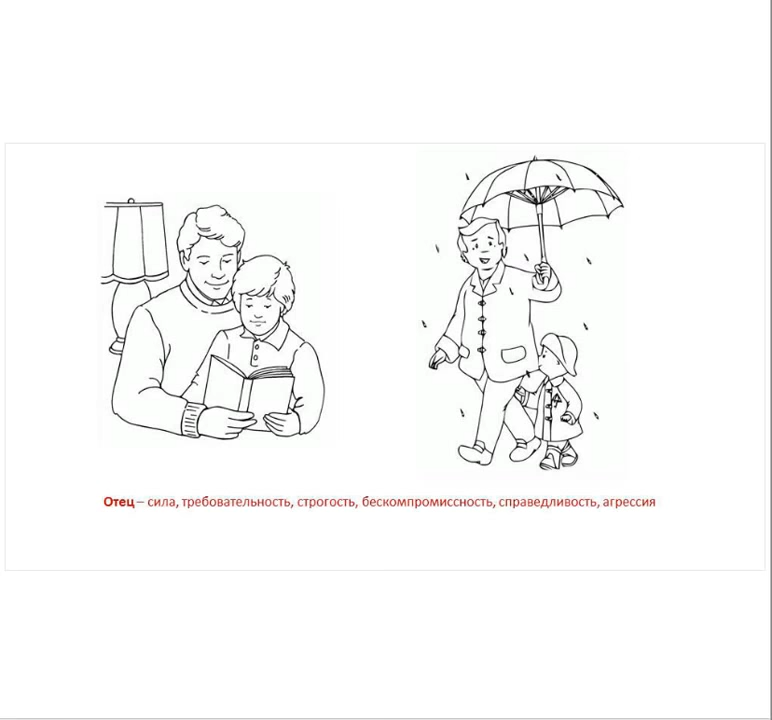 Отец – сила, требовательность, строгость, бескомпромиссность, справедливость, агрессия